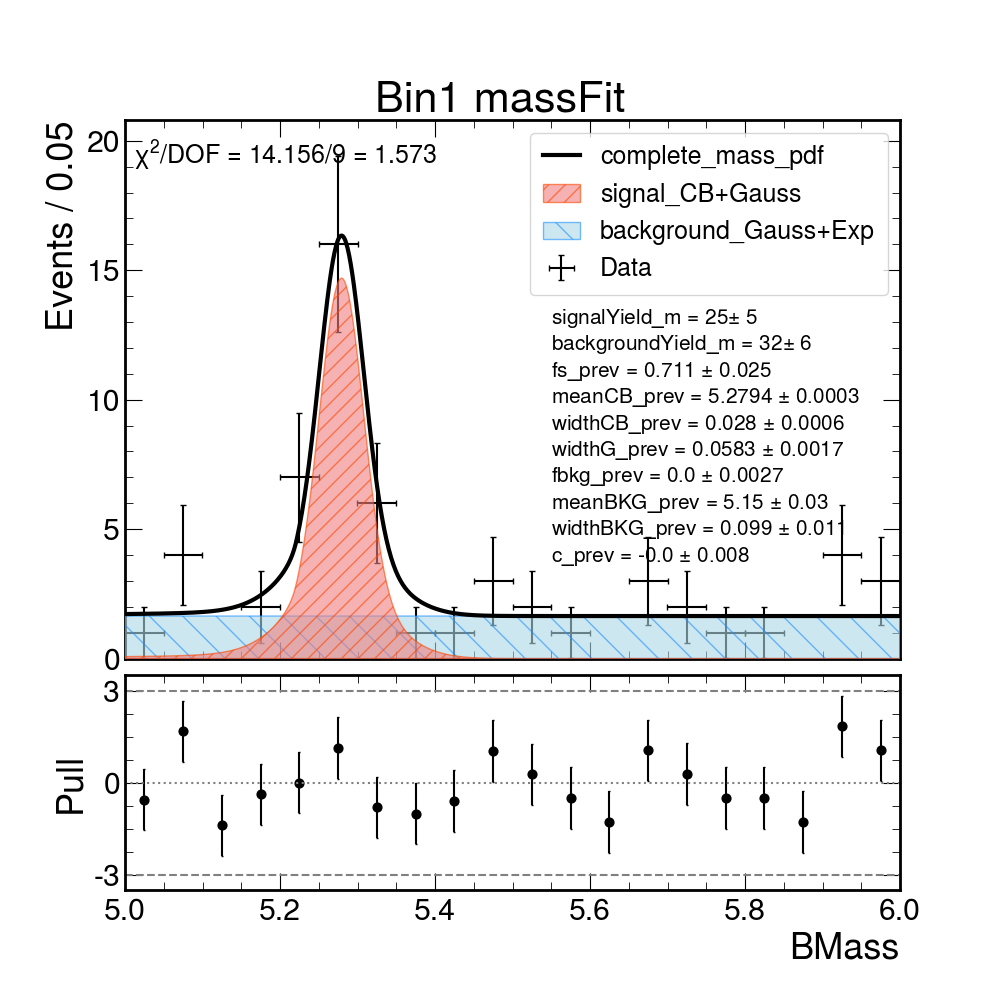 Bin1 massFit
Events / 0.05
20
15
10
5
0
χ²/DOF = 14.156/9 = 1.573
complete_mass_pdf
signal_CB+Gauss
background_Gauss+Exp
Data
signalYield_m = 25± 5
backgroundYield_m = 32± 6
fs_prev = 0.711 ± 0.025
meanCB_prev = 5.2794 ± 0.0003
widthCB_prev = 0.028 ± 0.0006
widthG_prev = 0.0583 ± 0.0017
fbkg_prev = 0.0 ± 0.0027
meanBKG_prev = 5.15 ± 0.03
widthBKG_prev = 0.099 ± 0.011
c_prev = -0.0 ± 0.008
Pull
3
0
-3
5.0 5.2 5.4 5.6 5.8 6.0
BMass